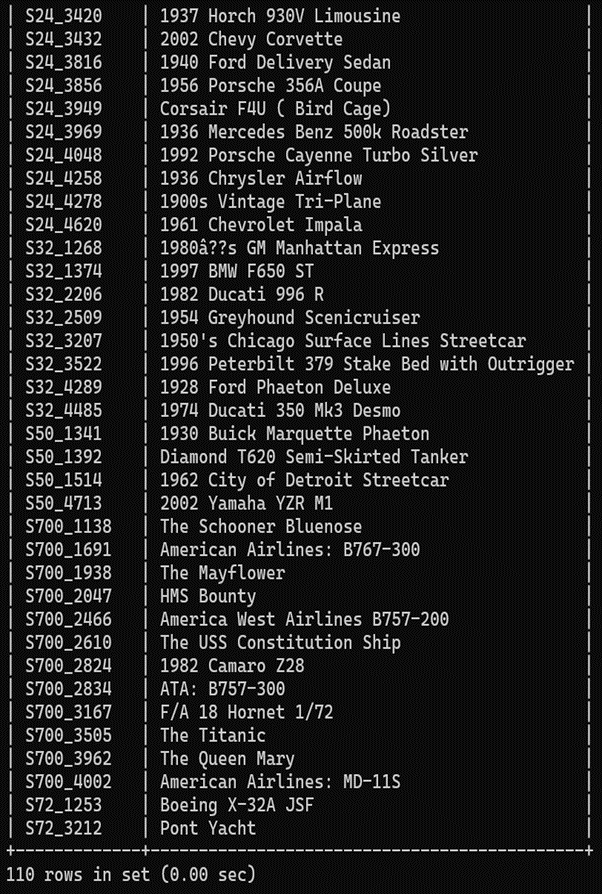 | S24_3420 | 1937 Horch 930V Limousine |
| S24_3432 | 2002 Chevy Corvette |
| S24_3816 | 1940 Ford Delivery Sedan |
| S24_3856 | 1956 Porsche 356A Coupe |
| S24_3949 | Corsair F4U ( Bird Cage) |
| S24_3969 | 1936 Mercedes Benz 500k Roadster |
| S24_4048 | 1992 Porsche Cayenne Turbo Silver |
| S24_4258 | 1936 Chrysler Airflow |
| S24_4278 | 1900s Vintage Tri-Plane |
| S24_4620 | 1961 Chevrolet Impala |
| S32_1268 | 1980â??s GM Manhattan Express |
| S32_1374 | 1997 BMW F650 ST |
| S32_2206 | 1982 Ducati 996 R |
| S32_2509 | 1954 Greyhound Scenicruiser |
| S32_3207 | 1950's Chicago Surface Lines Streetcar |
| S32_3522 | 1996 Peterbilt 379 Stake Bed with Outrigger |
| S32_4289 | 1928 Ford Phaeton Deluxe |
| S32_4485 | 1974 Ducati 350 Mk3 Desmo |
| S50_1341 | 1930 Buick Marquette Phaeton |
| S50_1392 | Diamond T620 Semi-Skirted Tanker |
| S50_1514 | 1962 City of Detroit Streetcar |
| S50_4713 | 2002 Yamaha YZR M1 |
| S700_1138 | The Schooner Bluenose |
| S700_1691 | American Airlines: B767-300 |
| S700_1938 | The Mayflower |
| S700_2047 | HMS Bounty |
| S700_2466 | America West Airlines B757-200 |
| S700_2610 | The USS Constitution Ship |
| S700_2824 | 1982 Camaro Z28 |
| S700_2834 | ATA: B757-300 |
| S700_3167 | F/A 18 Hornet 1/72 |
| S700_3505 | The Titanic |
| S700_3962 | The Queen Mary |
| S700_4002 | American Airlines: MD-11S |
| S72_1253 | Boeing X-32A JSF |
| S72_3212 | Pont Yacht |
+-----------+---------------------------------------------+
110 rows in set (0.00 sec)